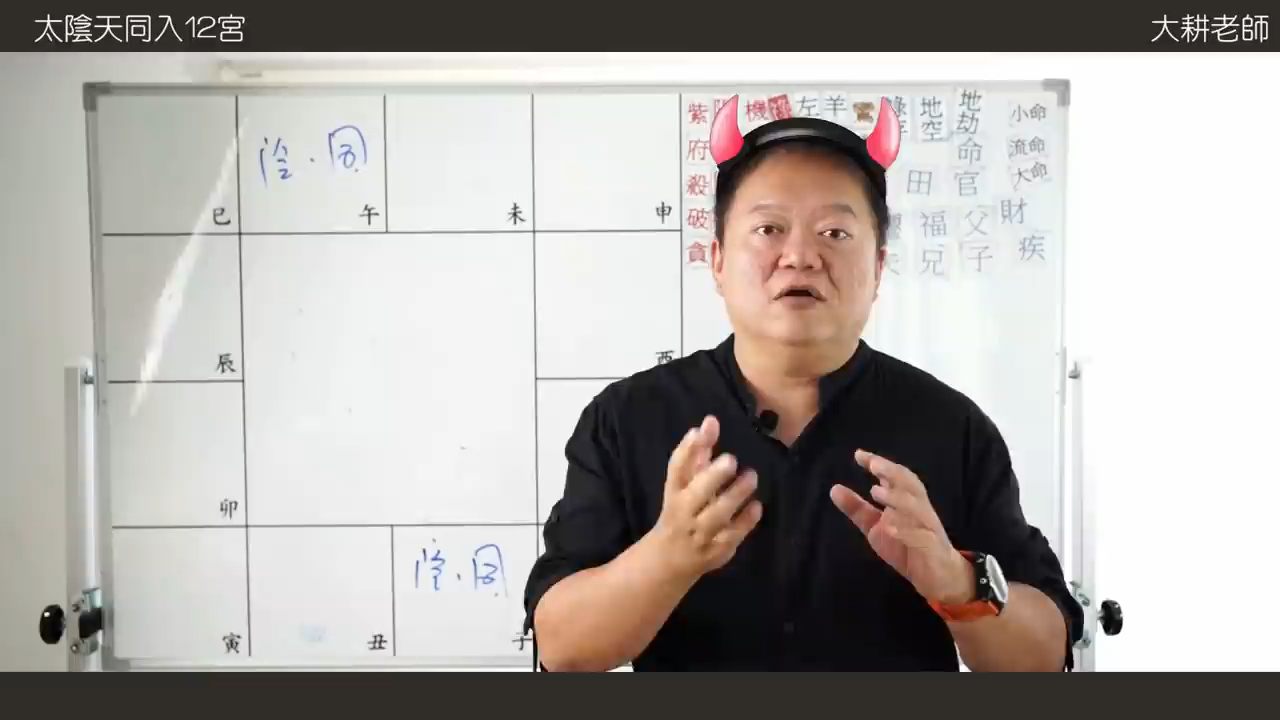 太陰天同入12宮
大耕老師
陰.同
巳
午
未
申
辰
酉
卯
寅
丑
陰.同
子
紫
機
左
羊
地空
地劫
小命
府
命
流命
殺
田
官
大命
破
福
父
財
貪
兄
子
疾